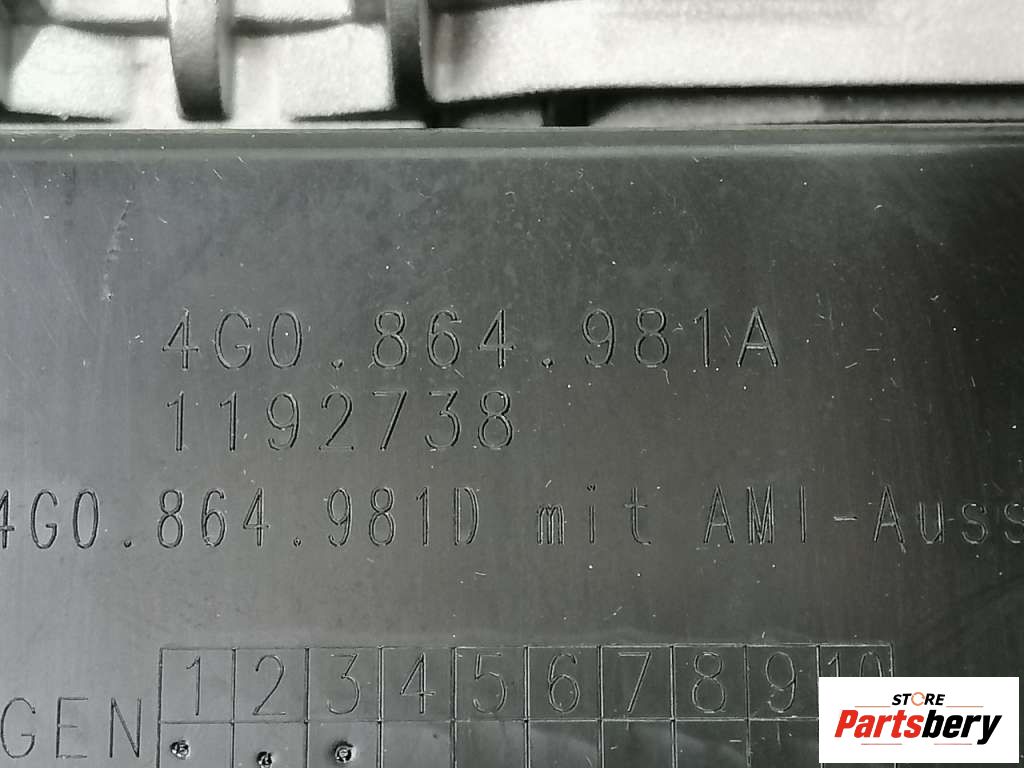 4G0.864.981A
1192738
4G0.864.981D mit AMI-Auss
1 2 3 4 5 6 7 8 9 10
GEN
STORE
Partsbery